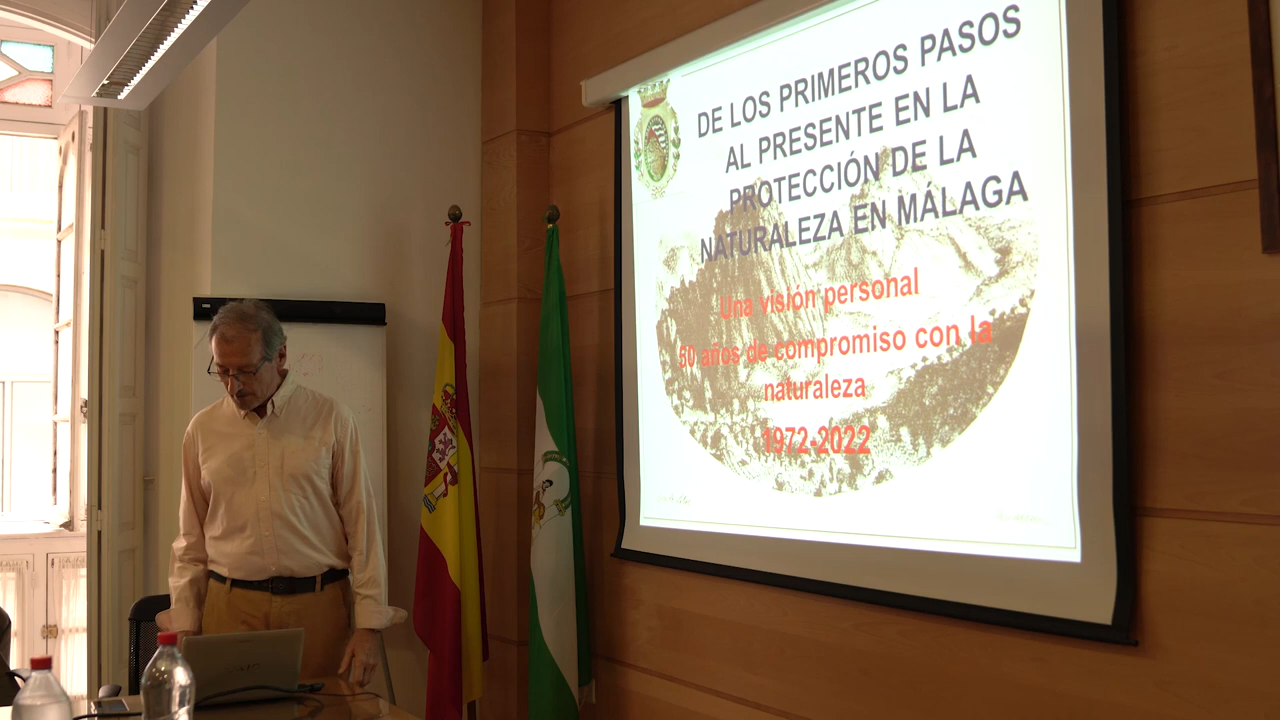 DE LOS PRIMEROS PASOS
AL PRESENTE EN LA
PROTECCIÓN DE LA
NATURALEZA EN MÁLAGA
Una visión personal
50 años de compromiso con la
naturaleza
1972-2022